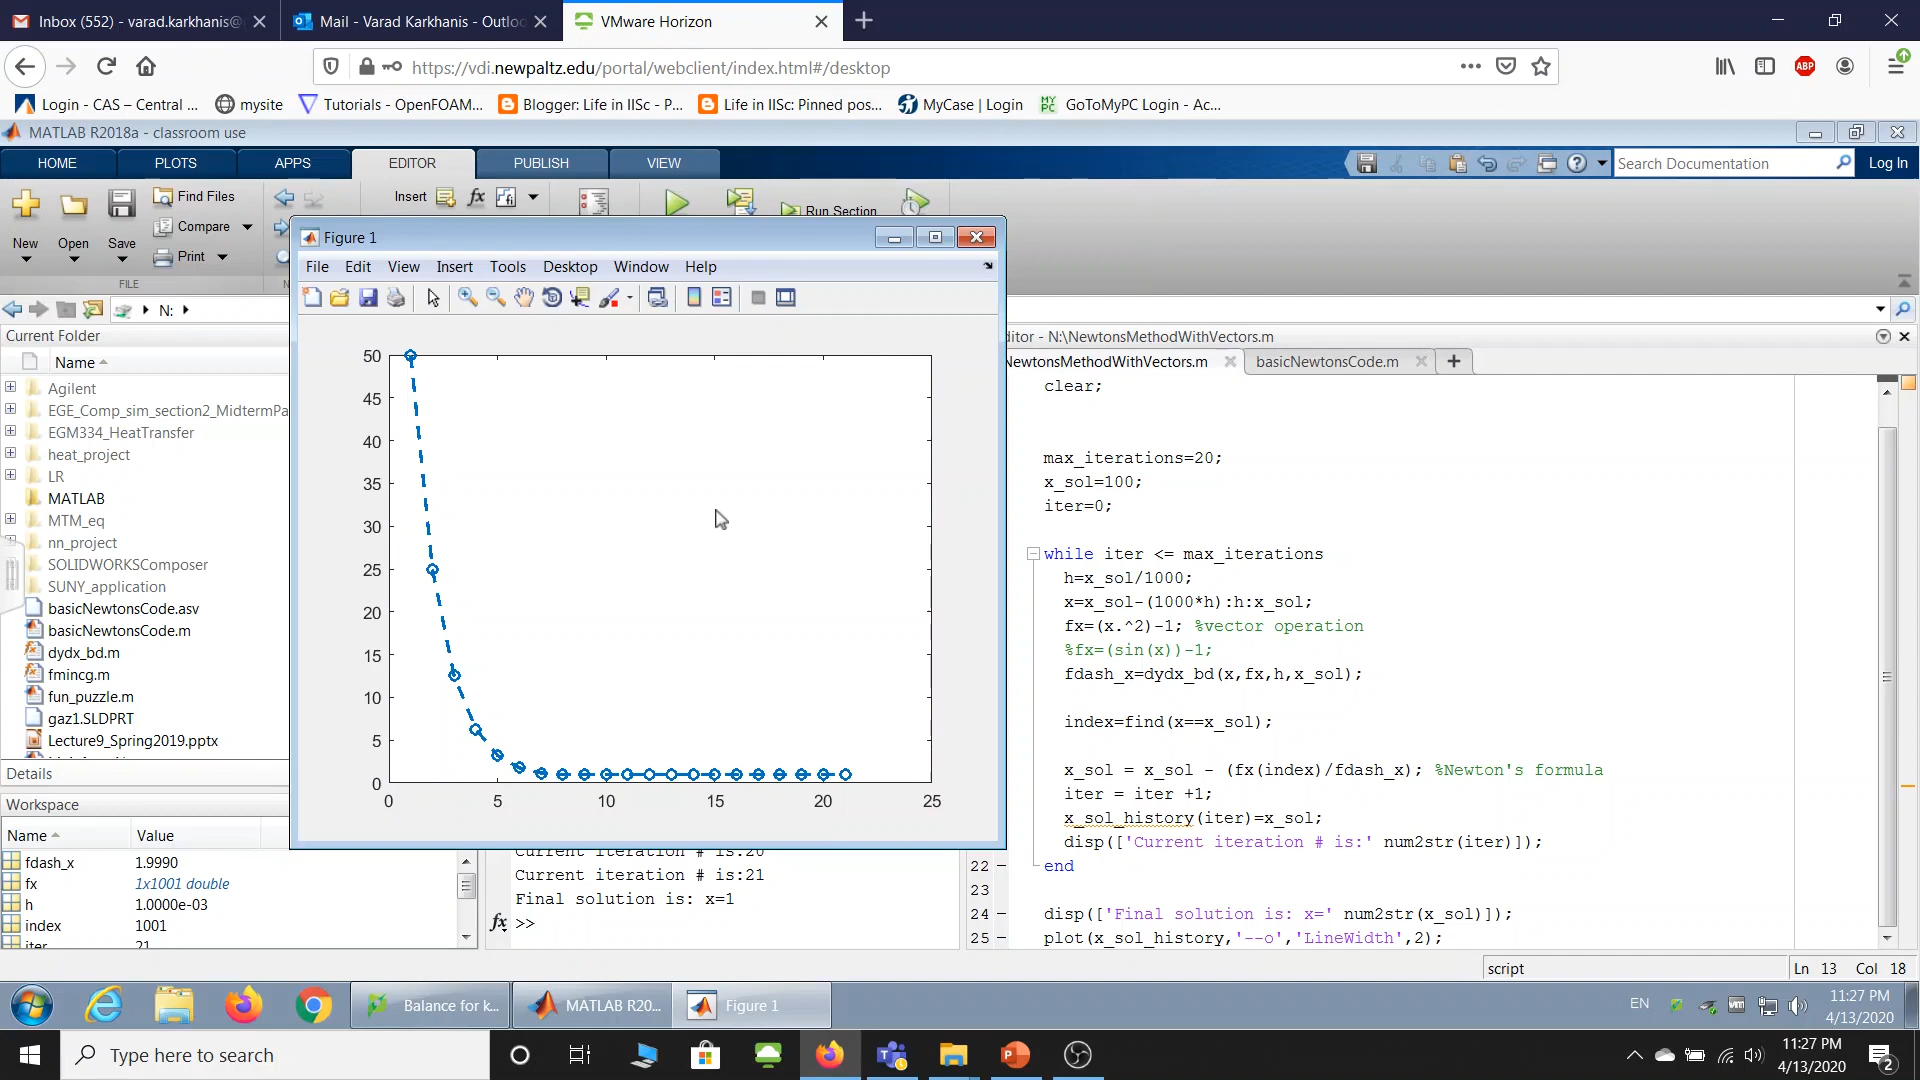 Inbox (552) - varad.karkhanis@
Mail - Varad Karkhanis - Outloo
VMware Horizon
https://vdi.newpaltz.edu/portal/webclient/index.html#/desktop
ABP
Login - CAS – Central ...
mysite
Tutorials - OpenFOAM...
Blogger: Life in IISc - P...
Life in IISc: Pinned pos...
MyCase | Login
GoToMyPC Login - Ac...
MATLAB R2018a - classroom use
HOME
PLOTS
APPS
EDITOR
PUBLISH
VIEW
Search Documentation
Log In
New
Open
Save
Find Files
Compare
Print
FILE
Insert
fx
Run Section
N:
Current Folder
Name
Agilent
EGE_Comp_sim_section2_MidtermPa
EGM334_HeatTransfer
heat_project
LR
MATLAB
MTM_eq
nn_project
SOLIDWORKSComposer
SUNY_application
basicNewtonsCode.asv
basicNewtonsCode.m
dydx_bd.m
fmincg.m
fun_puzzle.m
gaz1.SLDPRT
Lecture9_Spring2019.pptx
Details
Workspace
Name
Value
fdash_x 1.9990
fx 1x1001 double
h 1.0000e-03
index 1001
iter 21
Figure 1
File Edit View Insert Tools Desktop Window Help
50
45
40
35
30
25
20
15
10
5
0
0 5 10 15 20 25
Current iteration # is:20
Current iteration # is:21
Final solution is: x=1
fx >>
ditor - N:\NewtonsMethodWithVectors.m
NewtonsMethodWithVectors.m
basicNewtonsCode.m
clear;
max_iterations=20;
x_sol=100;
iter=0;
while iter <= max_iterations
h=x_sol/1000;
x=x_sol-(1000*h):h:x_sol;
fx=(x.^2)-1; %vector operation
%fx=(sin(x))-1;
fdash_x=dydx_bd(x,fx,h,x_sol);
index=find(x==x_sol);
x_sol = x_sol - (fx(index)/fdash_x); %Newton's formula
iter = iter +1;
x_sol_history(iter)=x_sol;
disp(['Current iteration # is:' num2str(iter)]);
22 end
23
24 disp(['Final solution is: x=' num2str(x_sol)]);
25 plot(x_sol_history,'--o','LineWidth',2);
script
Ln 13 Col 18
Balance for k...
MATLAB R20...
Figure 1
EN
11:27 PM
4/13/2020
Type here to search
11:27 PM
4/13/2020
2